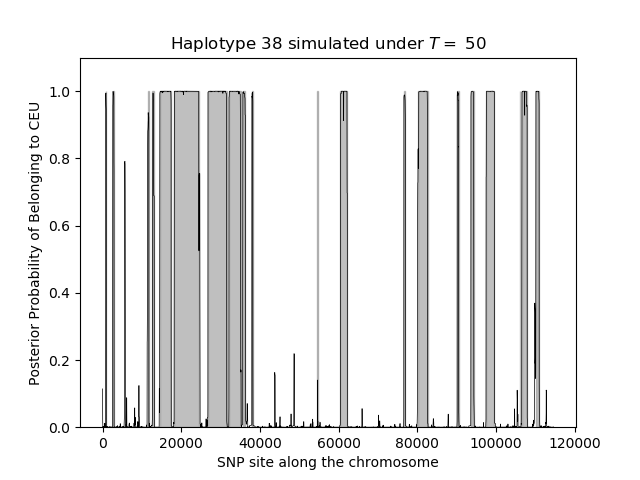 Haplotype 38 simulated under T = 50
Posterior Probability of Belonging to CEU
1.0
0.8
0.6
0.4
0.2
0.0
0 20000 40000 60000 80000 100000 120000
SNP site along the chromosome